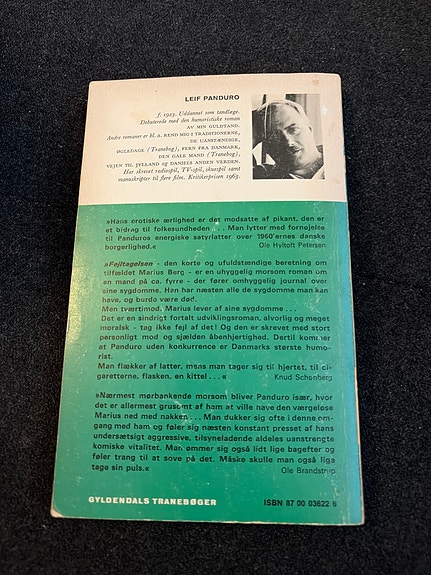 LEIF PANDURO
f. 1923. Uddannet som tandlæge.
Debuterede med den humoristiske roman
AV MIN GULDTAND.
Andre romaner er bl. a. REND MIG I TRADITIONERNE,
DE UANSTÆNDIGE,
ØGLEDAGE (Tranebog), FERN FRA DANMARK,
DEN GALE MAND (Tranebog),
VEJEN TIL JYLLAND og DANIELS ANDEN VERDEN.
Har skrevet radiospil, TV-spil, skuespil samt
manuskripter til flere film. Kritikerprisen 1963.
»Hans erotiske ærlighed er det modsatte af pikant, den er
et bidrag til folkesundheden . . . Man lytter med fornøjelse
til Panduros energiske satyrlatter over 1960'ernes danske
borgerlighed.«
Ole Hyltoft Petersen
»Fejltagelsen - den korte og ufuldstændige beretning om
tilfældet Marius Berg - er en uhyggelig morsom roman om
en mand på ca. fyrre - der fører omhyggelig journal over
sine sygdomme. Han har næsten alle de sygdomme man kan
have, og burde være død.
Men tværtimod, Marius lever af sine sygdomme . . .
Det er en sindrigt fortalt udviklingsroman, alvorlig og meget
moralsk - tag ikke fejl af det! Og den er skrevet med stort
personligt mod og sjælden åbenhjertighed. Dertil kommer
at Panduro uden konkurrence er Danmarks største humo-
rist.
Man flækker af latter, mens man tager sig til hjertet, til ci-
garetterne, flasken, en kittel . . . «
Knud Schønberg
»Nærmest mørbankende morsom bliver Panduro især, hvor
det er allermest grusomt af ham at ville nave den værgeløse
Marius ned med nakken . . . Man dukker sig ofte i denne om-
gang med ham og føler sig næsten konstant presset af hans
undersætsigt aggressive, tilsyneladende aldeles uanstrengte
komiske vitalitet. Man ømmer sig også lidt lige bagefter og
føler trang til at sove på det. Måske skulle man også lige
tage sin puls.«
Ole Brandstrup
GYLDENDALS TRANEBØGER
ISBN 87 00 03622 6